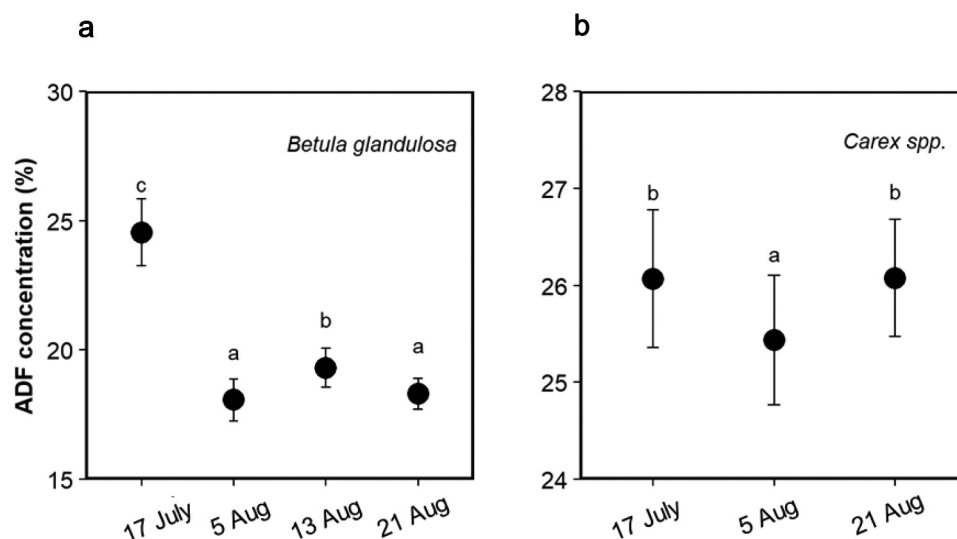 a
b
ADF concentration (%)
30
25
20
15
Betula glandulosa
c
a
b
a
17 July
5 Aug
13 Aug
21 Aug
28
27
26
25
24
Carex spp.
b
a
b
17 July
5 Aug
21 Aug